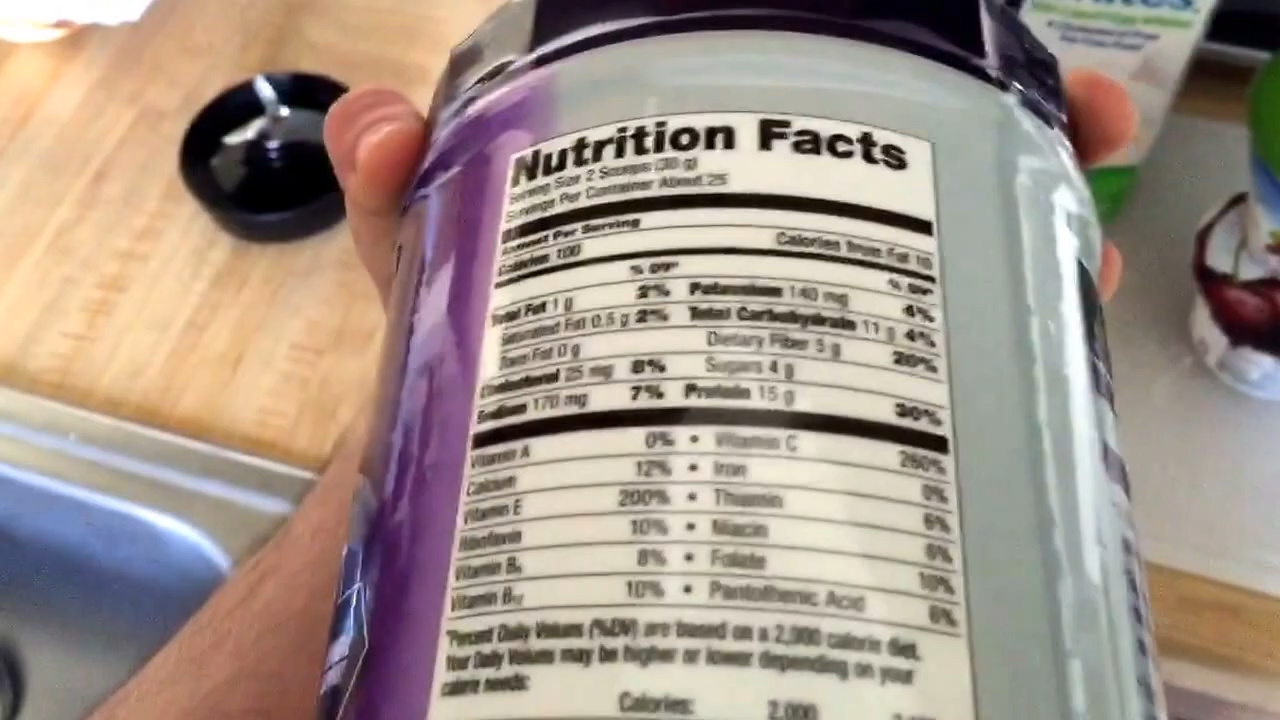 Nutrition Facts
Serving Size 2 Scoops (30 g)
Servings Per Container About 25
Amount Per Serving
Calories 100 Calories from Fat 10
% DV* % DV*
Total Fat 1 g 2% Potassium 140 mg 4%
Saturated Fat 0.5 g 2% Total Carbohydrate 11 g 4%
Trans Fat 0 g Dietary Fiber 5 g 20%
Cholesterol 25 mg 8% Sugars 4 g
Sodium 170 mg 7% Protein 15 g 30%
Vitamin A 0% • Vitamin C 260%
Calcium 12% • Iron 0%
Vitamin E 200% • Thiamin 6%
Riboflavin 10% • Niacin 6%
Vitamin B6 8% • Folate 10%
Vitamin B12 10% • Pantothenic Acid 6%
*Percent Daily Values (%DV) are based on a 2,000 calorie diet.
Your Daily Values may be higher or lower depending on your
calorie needs:
Calories: 2,000